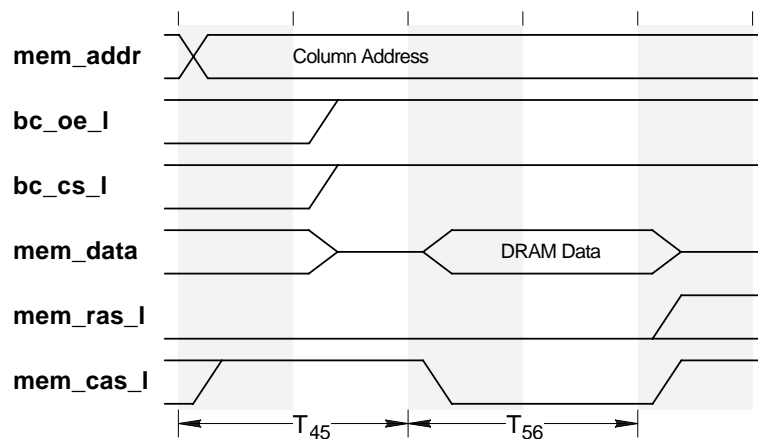 mem_addr
Column Address
bc_oe_l
bc_cs_l
mem_data
DRAM Data
mem_ras_l
mem_cas_l
T45
T56